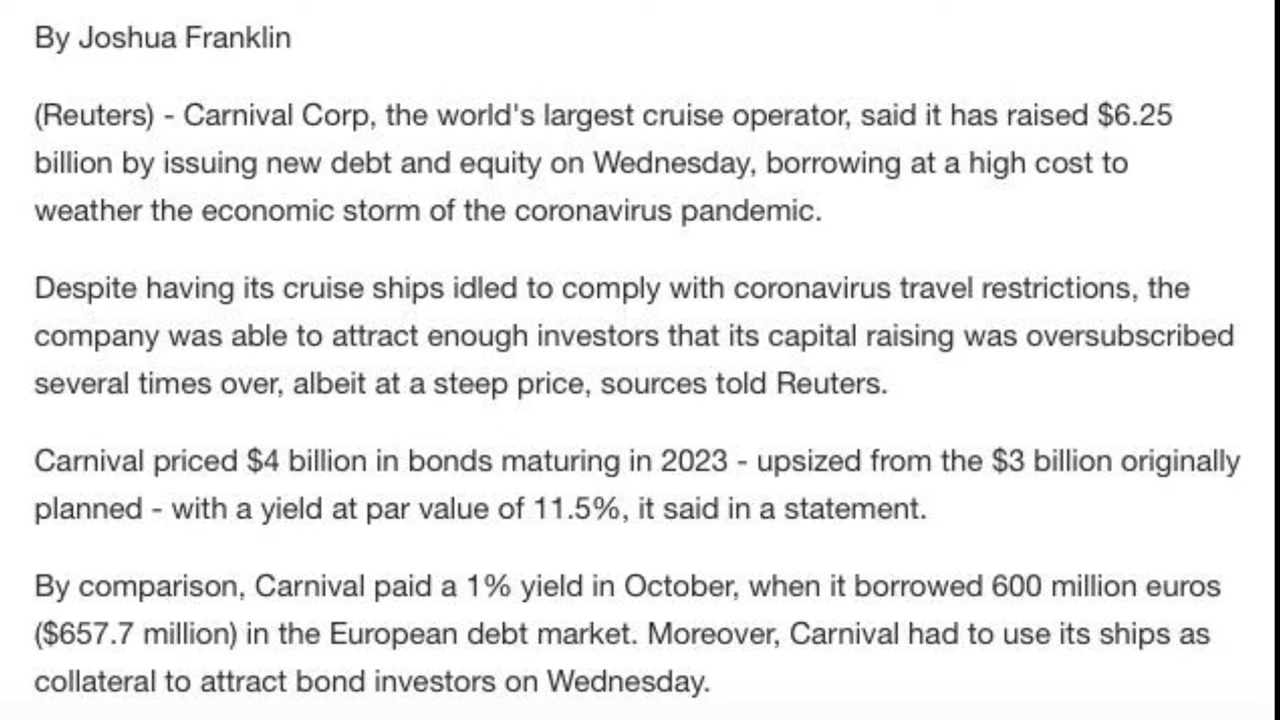 By Joshua Franklin
(Reuters) - Carnival Corp, the world's largest cruise operator, said it has raised $6.25
billion by issuing new debt and equity on Wednesday, borrowing at a high cost to
weather the economic storm of the coronavirus pandemic.
Despite having its cruise ships idled to comply with coronavirus travel restrictions, the
company was able to attract enough investors that its capital raising was oversubscribed
several times over, albeit at a steep price, sources told Reuters.
Carnival priced $4 billion in bonds maturing in 2023 - upsized from the $3 billion originally
planned - with a yield at par value of 11.5%, it said in a statement.
By comparison, Carnival paid a 1% yield in October, when it borrowed 600 million euros
($657.7 million) in the European debt market. Moreover, Carnival had to use its ships as
collateral to attract bond investors on Wednesday.